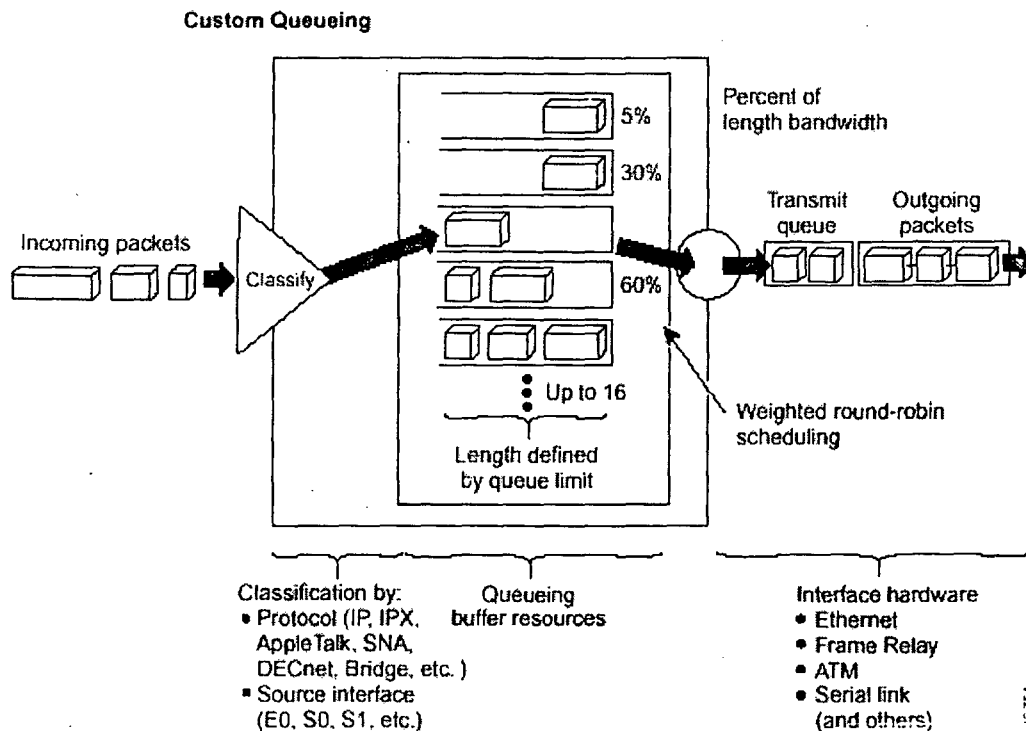 Custom Queueing
Percent of
length bandwidth
5%
30%
60%
Incoming packets
Classify
Transmit
queue
Outgoing
packets
Up to 16
Length defined
by queue limit
Weighted round-robin
scheduling
Classification by:
• Protocol (IP, IPX,
AppleTalk, SNA,
DECnet, Bridge, etc. )
▪ Source interface
(E0, S0, S1, etc.)
Queueing
buffer resources
Interface hardware
• Ethernet
• Frame Relay
• ATM
• Serial link
(and others)